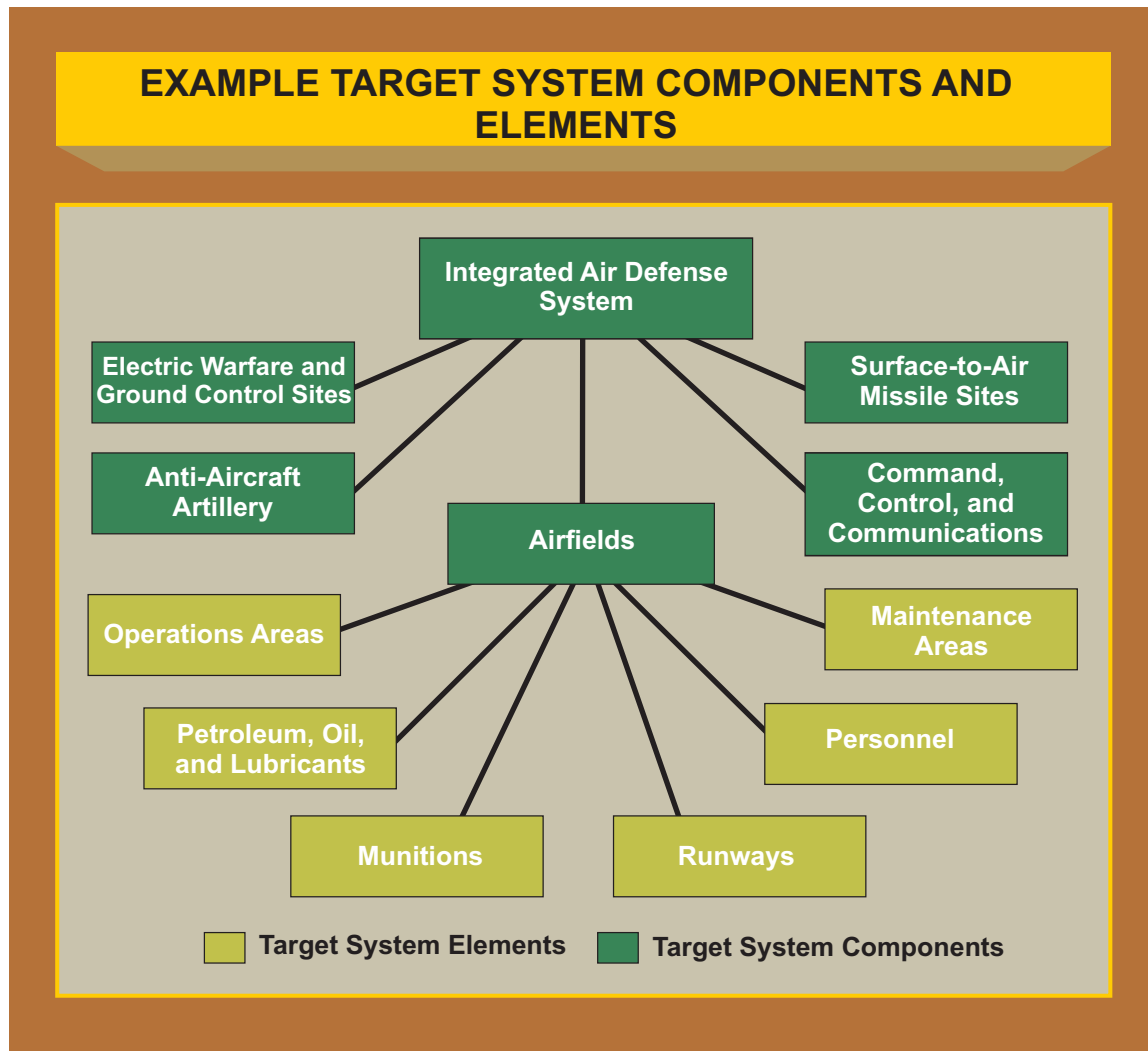 EXAMPLE TARGET SYSTEM COMPONENTS AND
ELEMENTS
Integrated Air Defense
System
Electric Warfare and
Ground Control Sites
Surface-to-Air
Missile Sites
Anti-Aircraft
Artillery
Command,
Control, and
Communications
Airfields
Operations Areas
Maintenance
Areas
Petroleum, Oil,
and Lubricants
Personnel
Munitions
Runways
Target System Elements
Target System Components